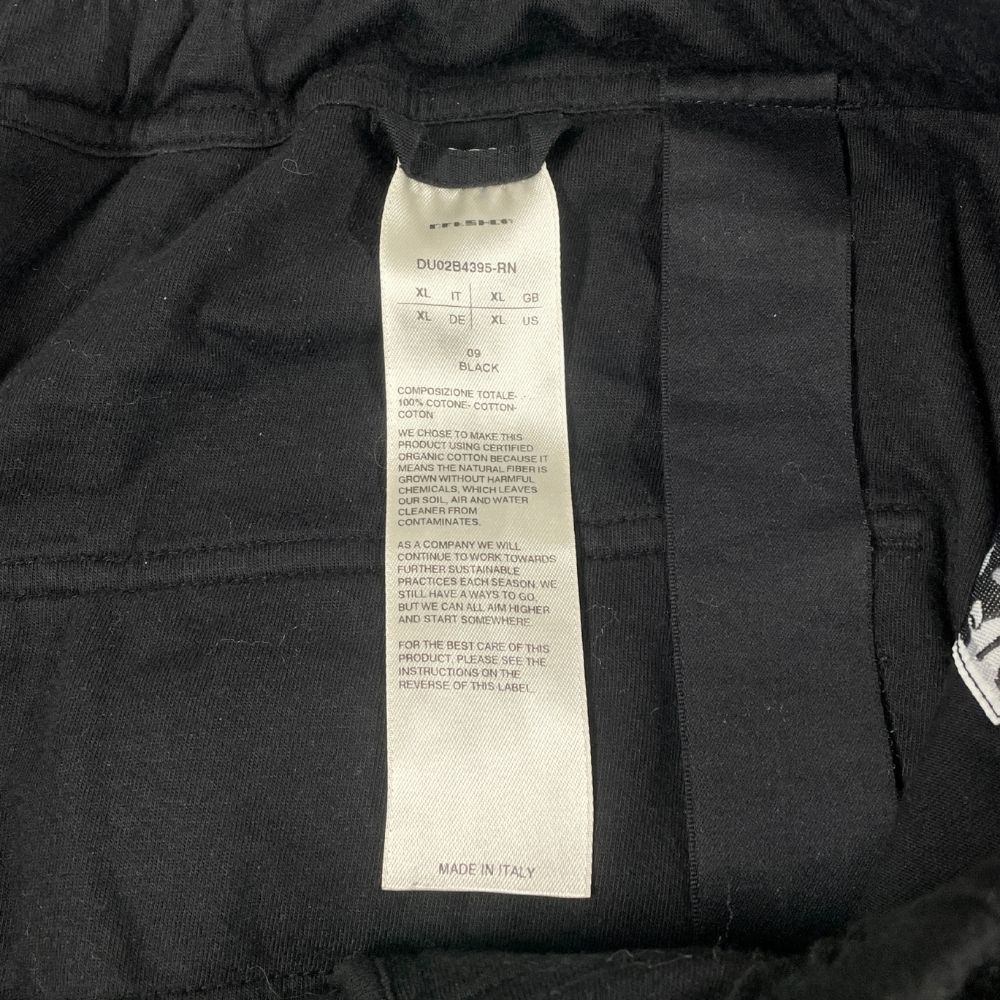 DU02B4395-RN
XL IT XL GB
XL DE XL US
09
BLACK
COMPOSIZIONE TOTALE-
100% COTONE- COTTON-
COTON
WE CHOSE TO MAKE THIS
PRODUCT USING CERTIFIED
ORGANIC COTTON BECAUSE IT
MEANS THE NATURAL FIBER IS
GROWN WITHOUT HARMFUL
CHEMICALS, WHICH LEAVES
OUR SOIL, AIR AND WATER
CLEANER FROM
CONTAMINATES.
AS A COMPANY WE WILL
CONTINUE TO WORK TOWARDS
FURTHER SUSTAINABLE
PRACTICES EACH SEASON. WE
STILL HAVE A WAYS TO GO,
BUT WE CAN ALL AIM HIGHER
AND START SOMEWHERE.
FOR THE BEST CARE OF THIS
PRODUCT, PLEASE SEE THE
INSTRUCTIONS ON THE
REVERSE OF THIS LABEL.
MADE IN ITALY